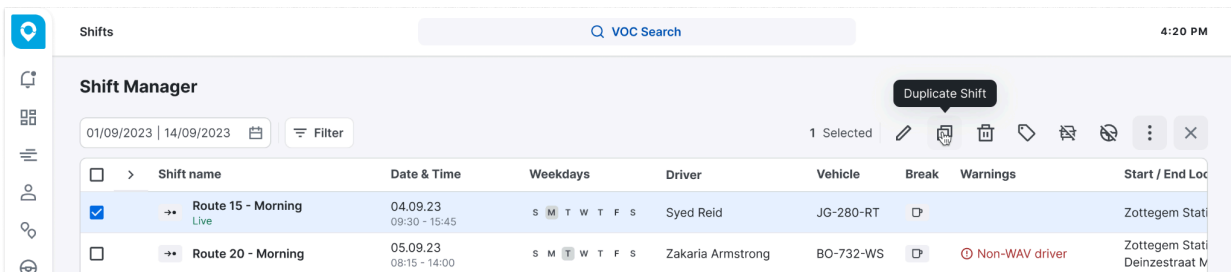 Shifts
VOC Search
4:20 PM
Shift Manager
Duplicate Shift
01/09/2023 | 14/09/2023
Filter
1 Selected
Shift name Date & Time Weekdays Driver Vehicle Break Warnings Start / End Loc
Route 15 - Morning 04.09.23 S M T W T F S Syed Reid JG-280-RT Zottegem Stati
Live 09:30 - 15:45
Route 20 - Morning 05.09.23 S M T W T F S Zakaria Armstrong BO-732-WS Non-WAV driver Zottegem Stati
08:15 - 14:00 Deinzestraat M